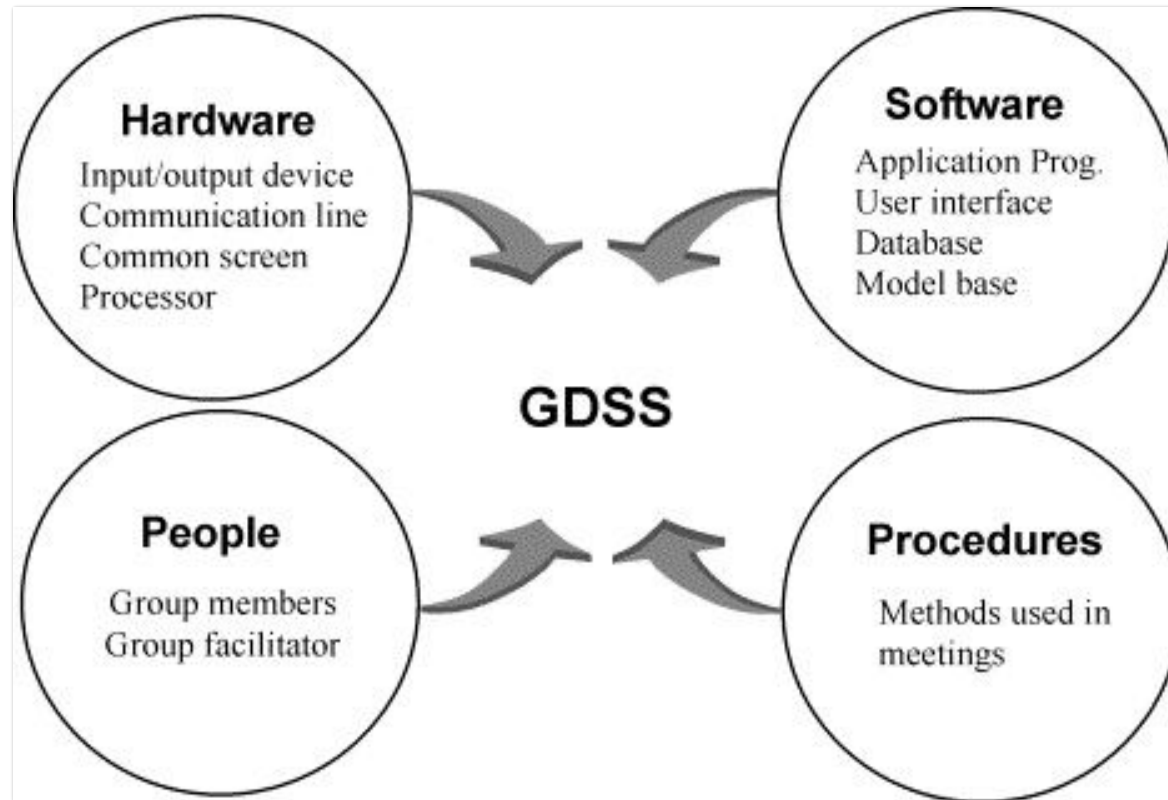 Hardware
Input/output device
Communication line
Common screen
Processor
Software
Application Prog.
User interface
Database
Model base
GDSS
People
Group members
Group facilitator
Procedures
Methods used in
meetings